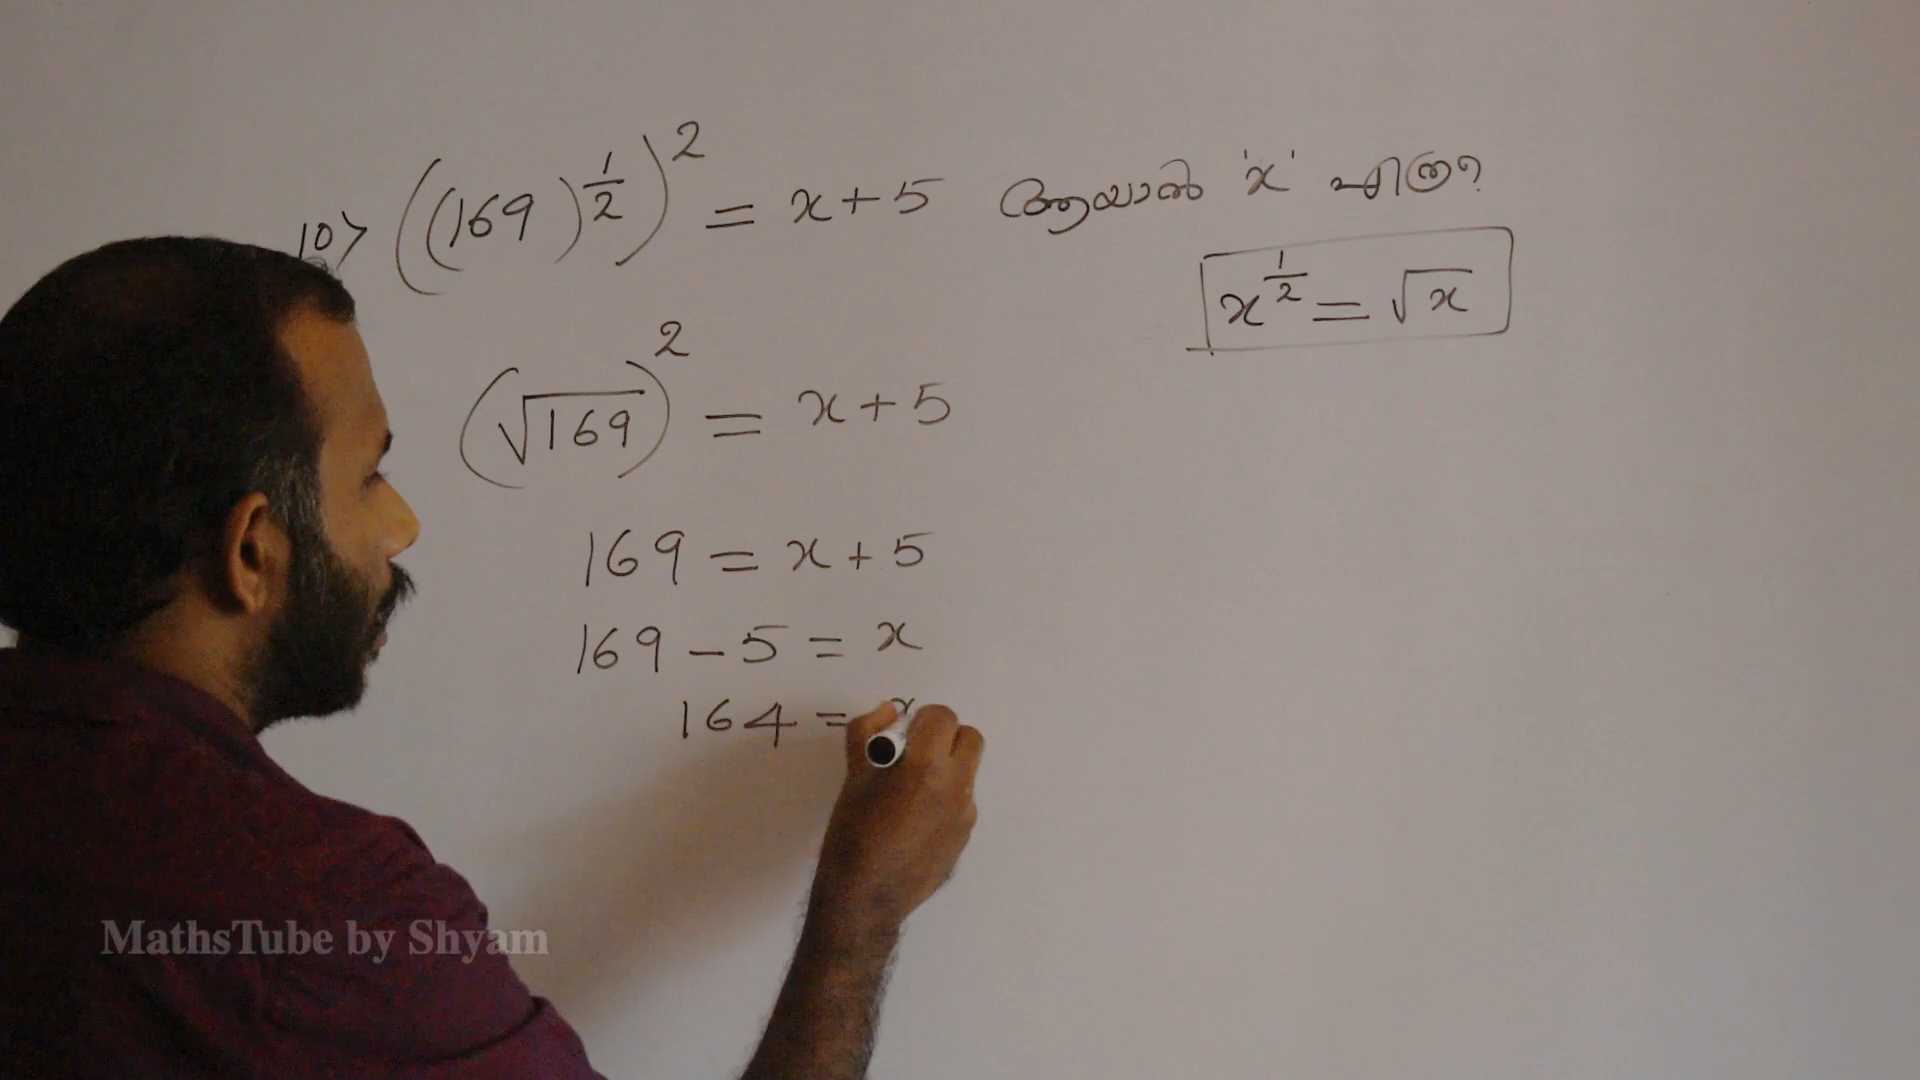 10> ((169)^{1/2})^2 = x + 5 ആയാൽ 'x' എത്ര?
x^{1/2} = √x
(√169)^2 = x + 5
169 = x + 5
169 - 5 = x
164 = x
MathsTube by Shyam